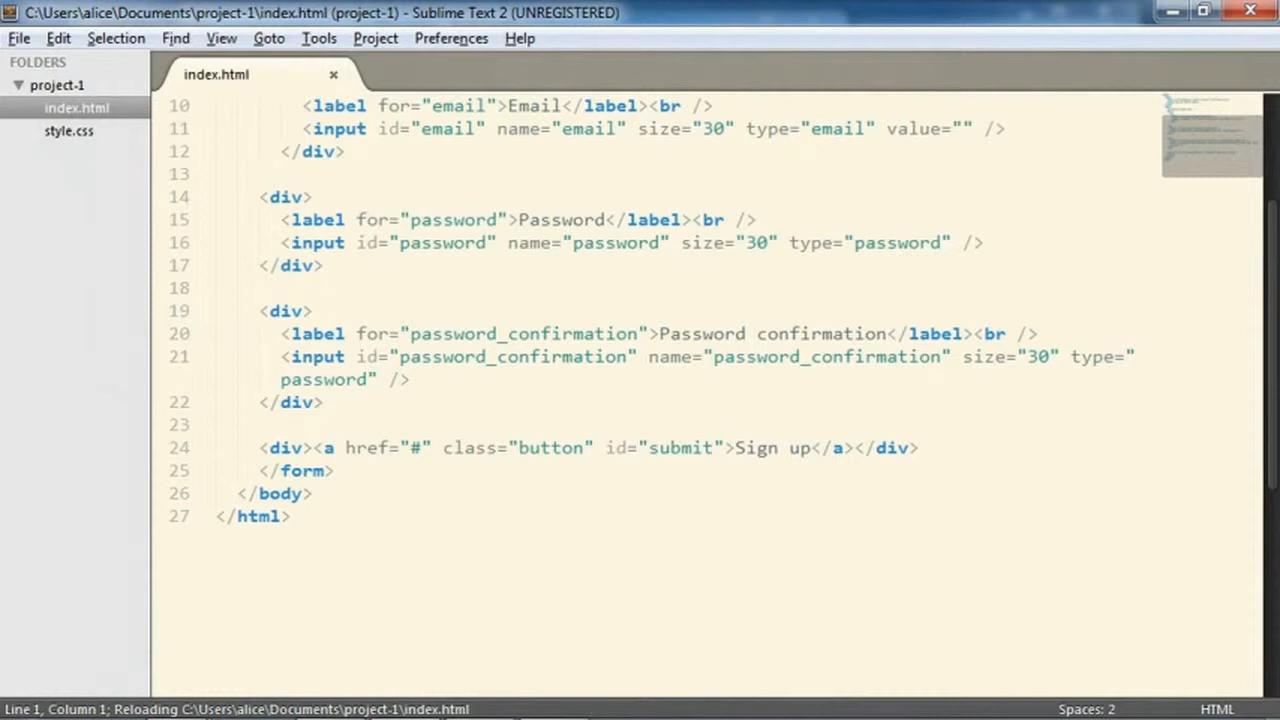 C:\Users\alice\Documents\project-1\index.html (project-1) - Sublime Text 2 (UNREGISTERED)
File Edit Selection Find View Goto Tools Project Preferences Help
FOLDERS
project-1
index.html
style.css
index.html
10 <label for="email">Email</label><br />
11 <input id="email" name="email" size="30" type="email" value="" />
12 </div>
13
14 <div>
15 <label for="password">Password</label><br />
16 <input id="password" name="password" size="30" type="password" />
17 </div>
18
19 <div>
20 <label for="password_confirmation">Password confirmation</label><br />
21 <input id="password_confirmation" name="password_confirmation" size="30" type="
password" />
22 </div>
23
24 <div><a href="#" class="button" id="submit">Sign up</a></div>
25 </form>
26 </body>
27 </html>
Line 1, Column 1; Reloading C:\Users\alice\Documents\project-1\index.html
Spaces: 2 HTML